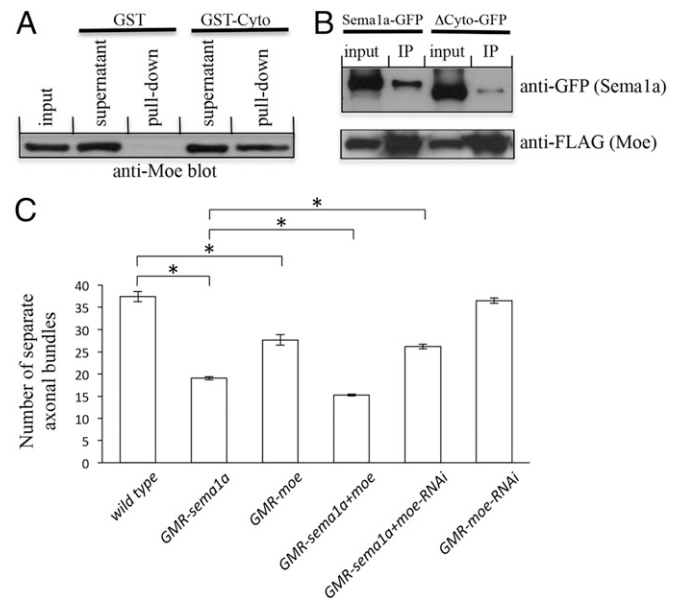 A
GST
GST-Cyto
input
supernatant
pull-down
supernatant
pull-down
anti-Moe blot
B
Sema1a-GFP
ΔCyto-GFP
input
IP
input
IP
anti-GFP (Sema1a)
anti-FLAG (Moe)
C
*
*
*
*
Number of separate
axonal bundles
40
35
30
25
20
15
10
5
0
wild type
GMR-sema1a
GMR-moe
GMR-sema1a+moe
GMR-sema1a+moe-RNAi
GMR-moe-RNAi